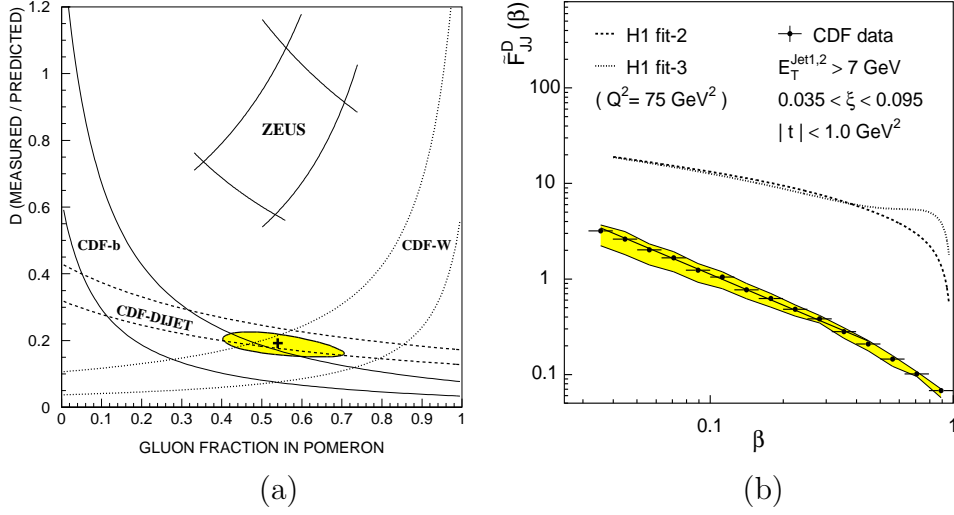 D (MEASURED / PREDICTED)
1.2
1
0.8
0.6
0.4
0.2
0
ZEUS
CDF-b
CDF-W
CDF-DIJET
0 0.1 0.2 0.3 0.4 0.5 0.6 0.7 0.8 0.9 1
GLUON FRACTION IN POMERON
(a)
F̃ᴰ_JJ (β)
H1 fit-2
H1 fit-3
( Q²= 75 GeV² )
CDF data
E_T^Jet1,2 > 7 GeV
0.035 < ξ < 0.095
| t | < 1.0 GeV²
100
10
1
0.1
0.1 1
β
(b)